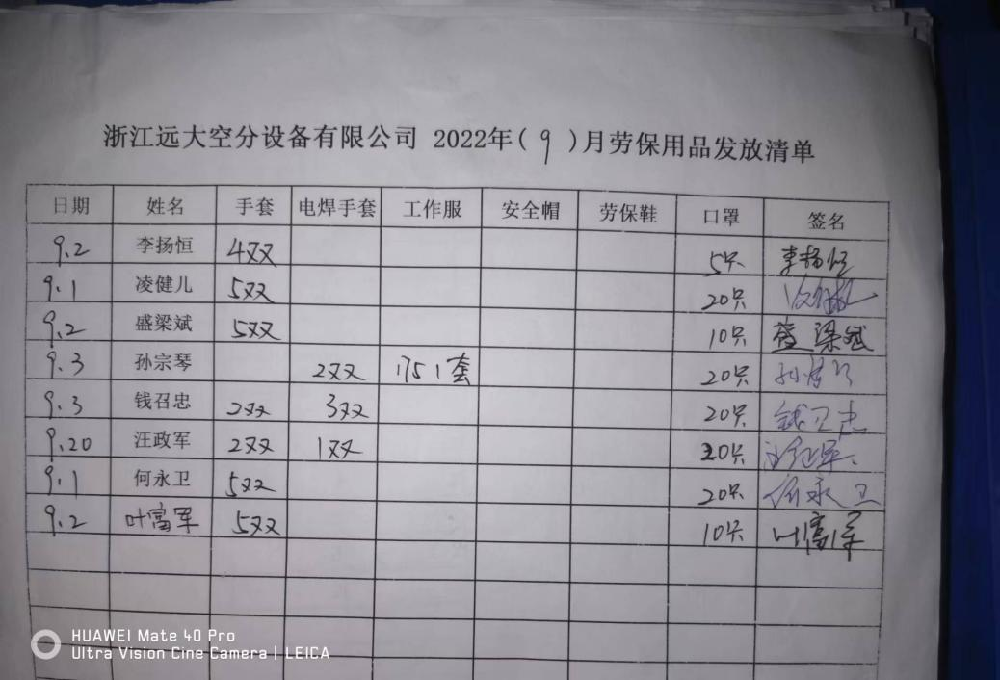 浙江远大空分设备有限公司 2022年(9)月劳保用品发放清单
日期 姓名 手套 电焊手套 工作服 安全帽 劳保鞋 口罩 签名
9.2 李扬恒 4双 5只 李扬恒
9.1 凌健儿 5双 20只
9.2 盛梁斌 5双 10只 盛梁斌
9.3 孙宗琴 2双 175 1套 20只
9.3 钱召忠 2双 3双 20只 钱召忠
9.20 汪政军 2双 1双 20只 汪政军
9.1 何永卫 5双 20只 何永卫
9.2 叶富军 5双 10只 叶富军
HUAWEI Mate 40 Pro
Ultra Vision Cine Camera | LEICA